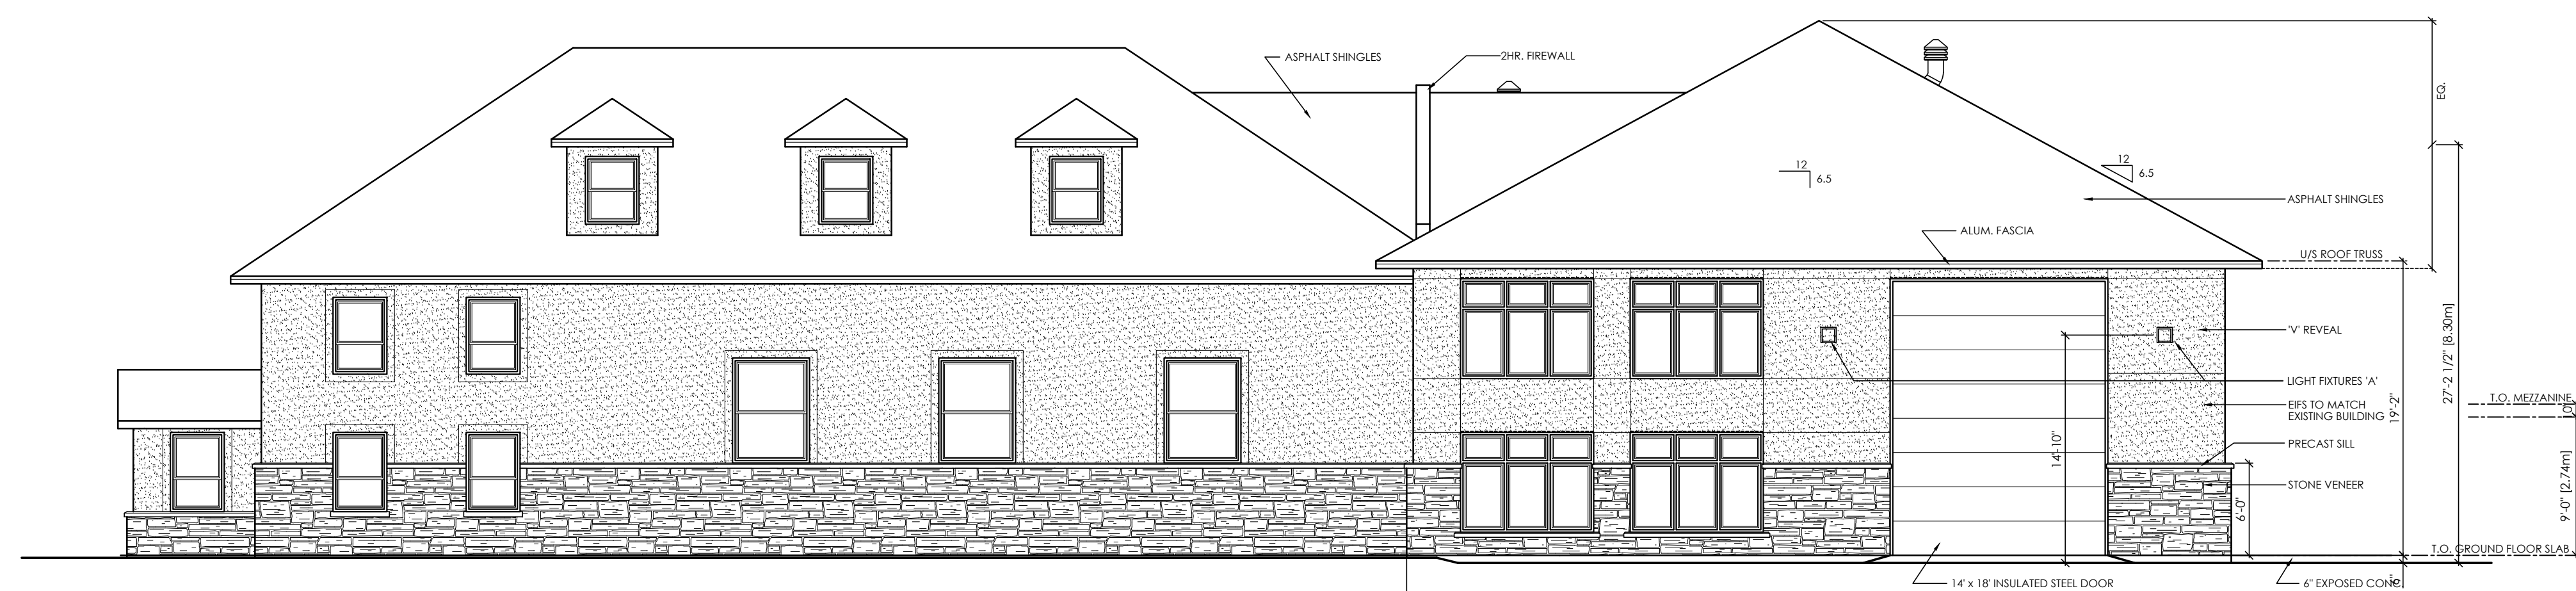 ASPHALT SHINGLES
2HR. FIREWALL
EQ.
12
6.5
12
6.5
ASPHALT SHINGLES
ALUM. FASCIA
U/S ROOF TRUSS
'V' REVEAL
27'-2 1/2" [8.30m]
LIGHT FIXTURES 'A'
T.O. MEZZANINE
EIFS TO MATCH
EXISTING BUILDING
19'-2"
14'-10"
PRECAST SILL
STONE VENEER
6'-0"
9'-0" [2.74m]
T.O. GROUND FLOOR SLAB
14' x 18' INSULATED STEEL DOOR
6" EXPOSED CONC.